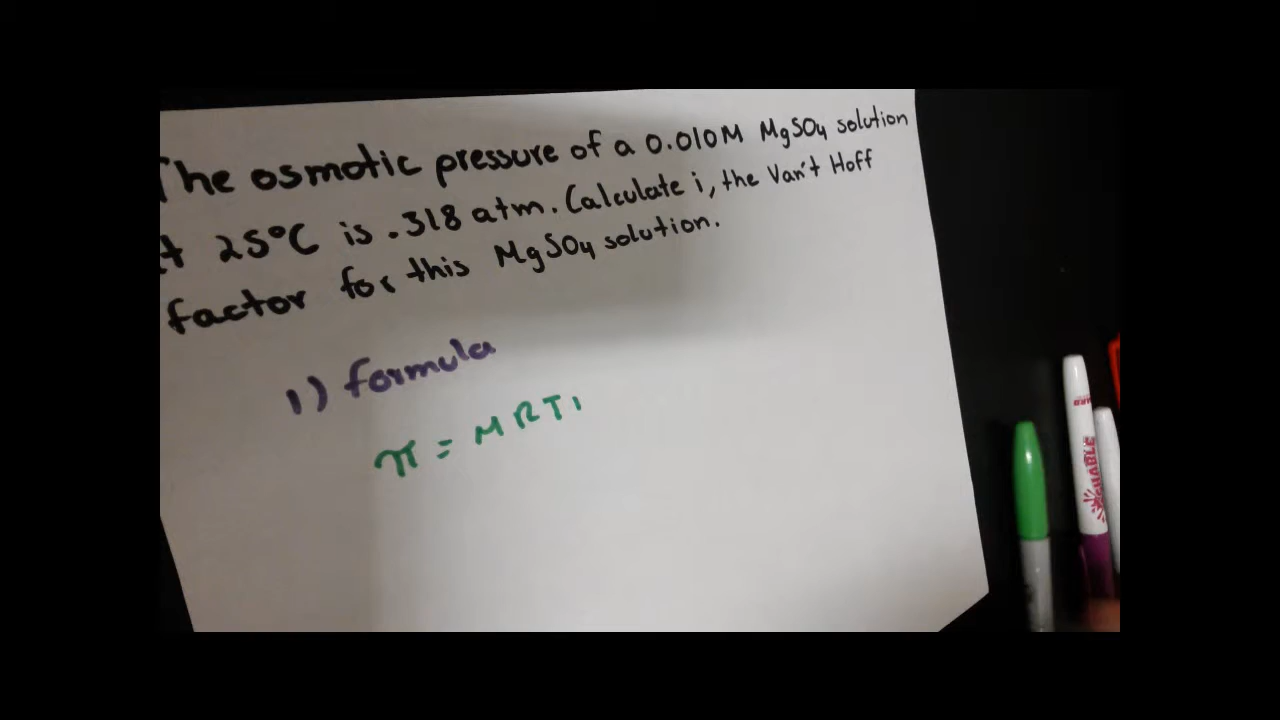 The osmotic pressure of a 0.010M MgSO4 solution
25°C is .318 atm. Calculate i, the Van't Hoff
factor for this MgSO4 solution.
1) formula
π = MRTi